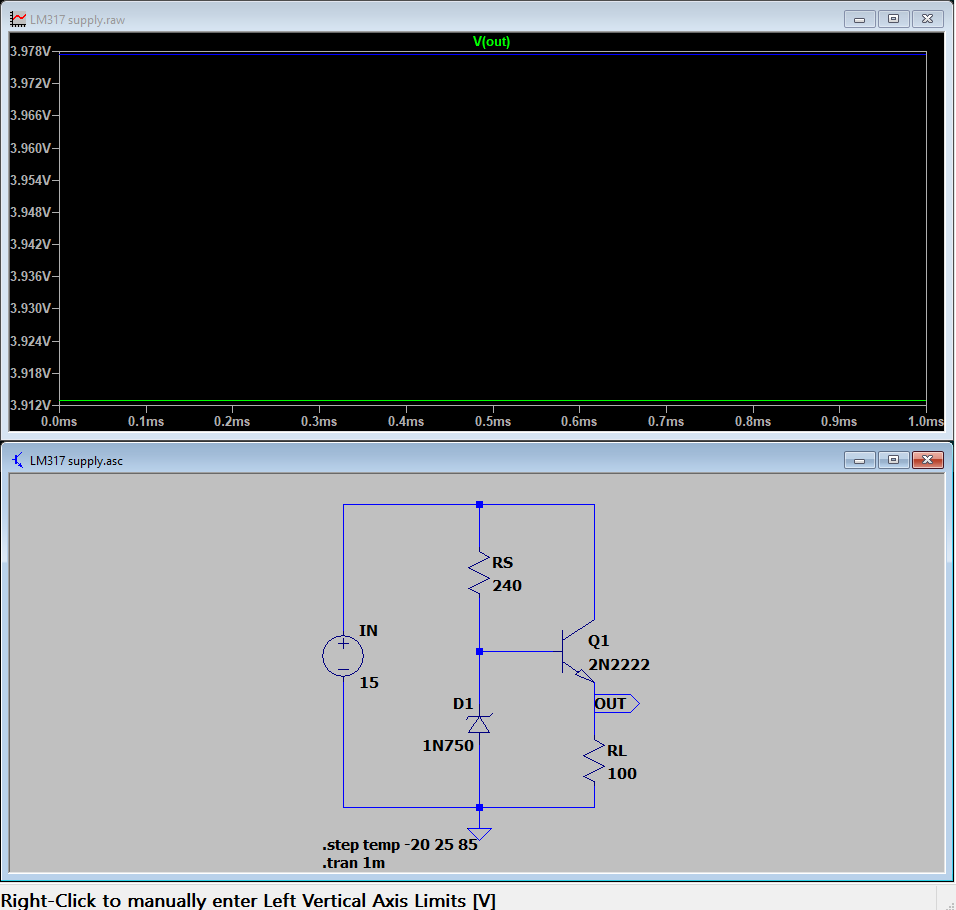 LM317 supply.raw
V(out)
3.978V
3.972V
3.966V
3.960V
3.954V
3.948V
3.942V
3.936V
3.930V
3.924V
3.918V
3.912V
0.0ms 0.1ms 0.2ms 0.3ms 0.4ms 0.5ms 0.6ms 0.7ms 0.8ms 0.9ms 1.0ms
LM317 supply.asc
RS
240
IN
15
Q1
2N2222
D1
1N750
OUT
RL
100
.step temp -20 25 85
.tran 1m
Right-Click to manually enter Left Vertical Axis Limits [V]